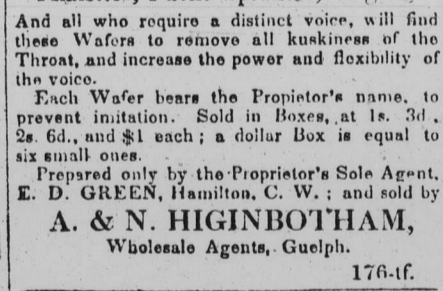 And all who require a distinct voice, will find
these Wafers to remove all kuskiness of the
Throat, and increase the power and flexibility of
the voice.
Each Wafer bears the Propietor's name, to
prevent imitation. Sold in Boxes, at 1s. 3d,
2s. 6d., and $1 each; a dollar Box is equal to
six small ones.
Prepared only by the Proprietor's Sole Agent,
E. D. GREEN, Hamilton, C. W.; and sold by
A. & N. HIGINBOTHAM,
Wholesale Agents, Guelph.
176-tf.